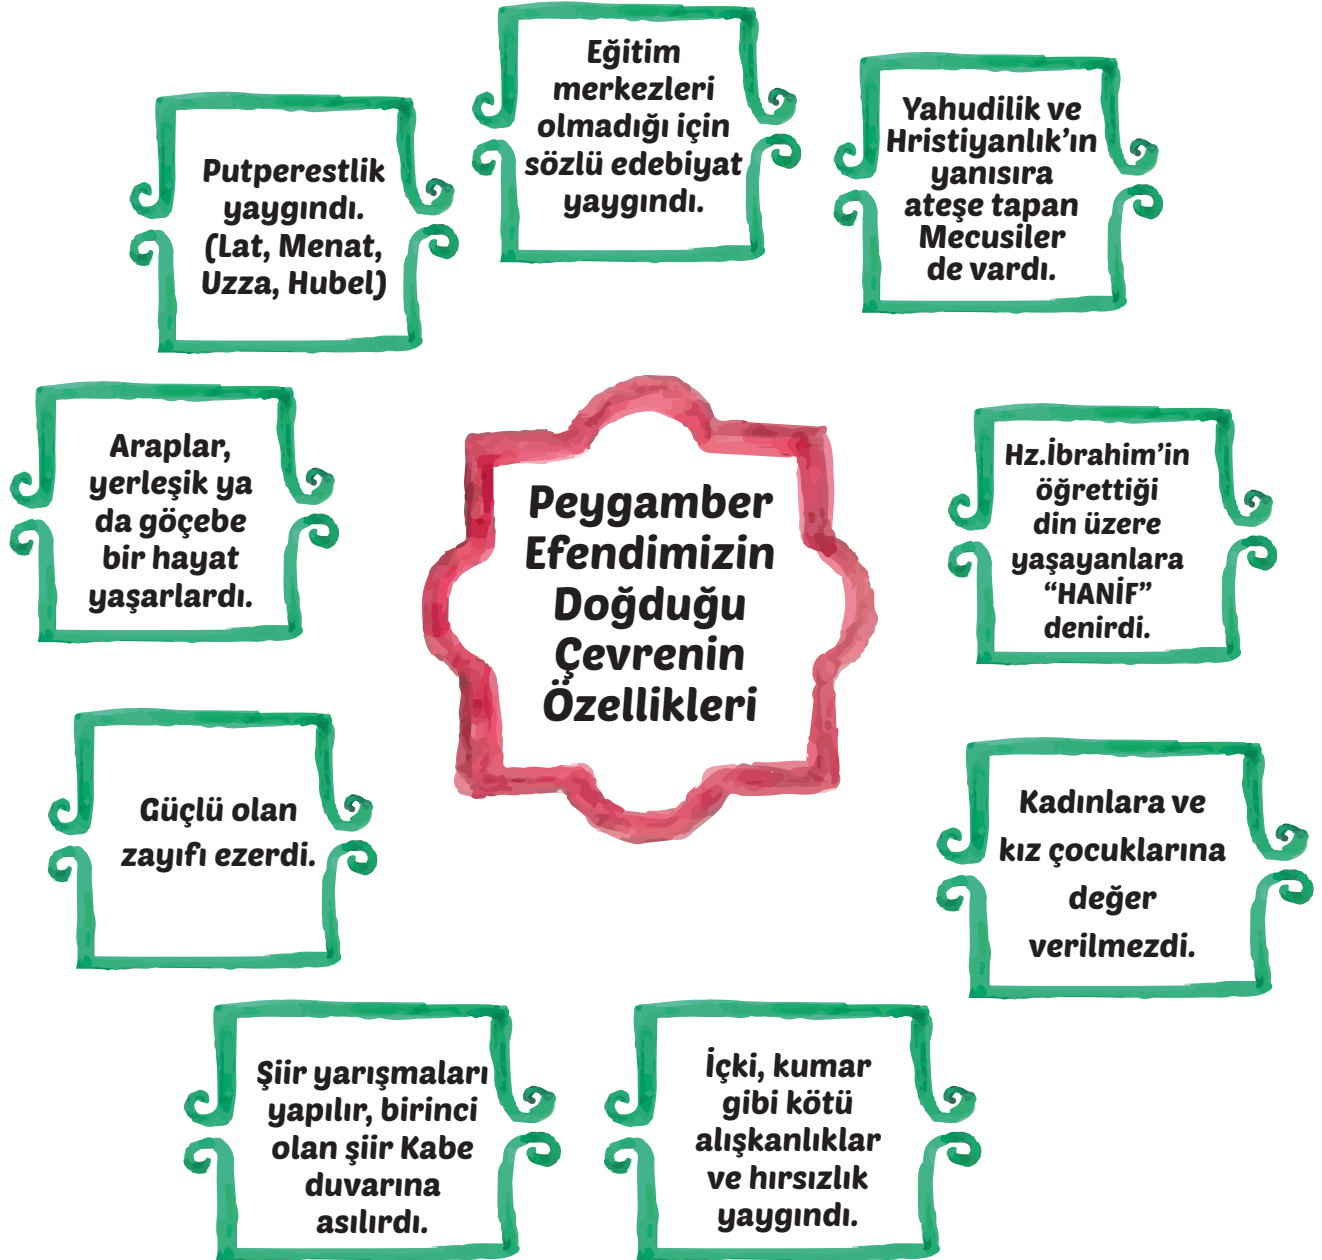 Eğitim
merkezleri
olmadığı için
sözlü edebiyat
yaygındı.
Yahudilik ve
Hristiyanlık’ın
yanısıra
ateşe tapan
Mecusiler
de vardı.
Putperestlik
yaygındı.
(Lat, Menat,
Uzza, Hubel)
Araplar,
yerleşik ya
da göçebe
bir hayat
yaşarlardı.
Peygamber
Efendimizin
Doğduğu
Çevrenin
Özellikleri
Hz.İbrahim’in
öğrettiği
din üzere
yaşayanlara
“HANİF”
denirdi.
Güçlü olan
zayıfı ezerdi.
Kadınlara ve
kız çocuklarına
değer
verilmezdi.
Şiir yarışmaları
yapılır, birinci
olan şiir Kabe
duvarına
asılırdı.
İçki, kumar
gibi kötü
alışkanlıklar
ve hırsızlık
yaygındı.